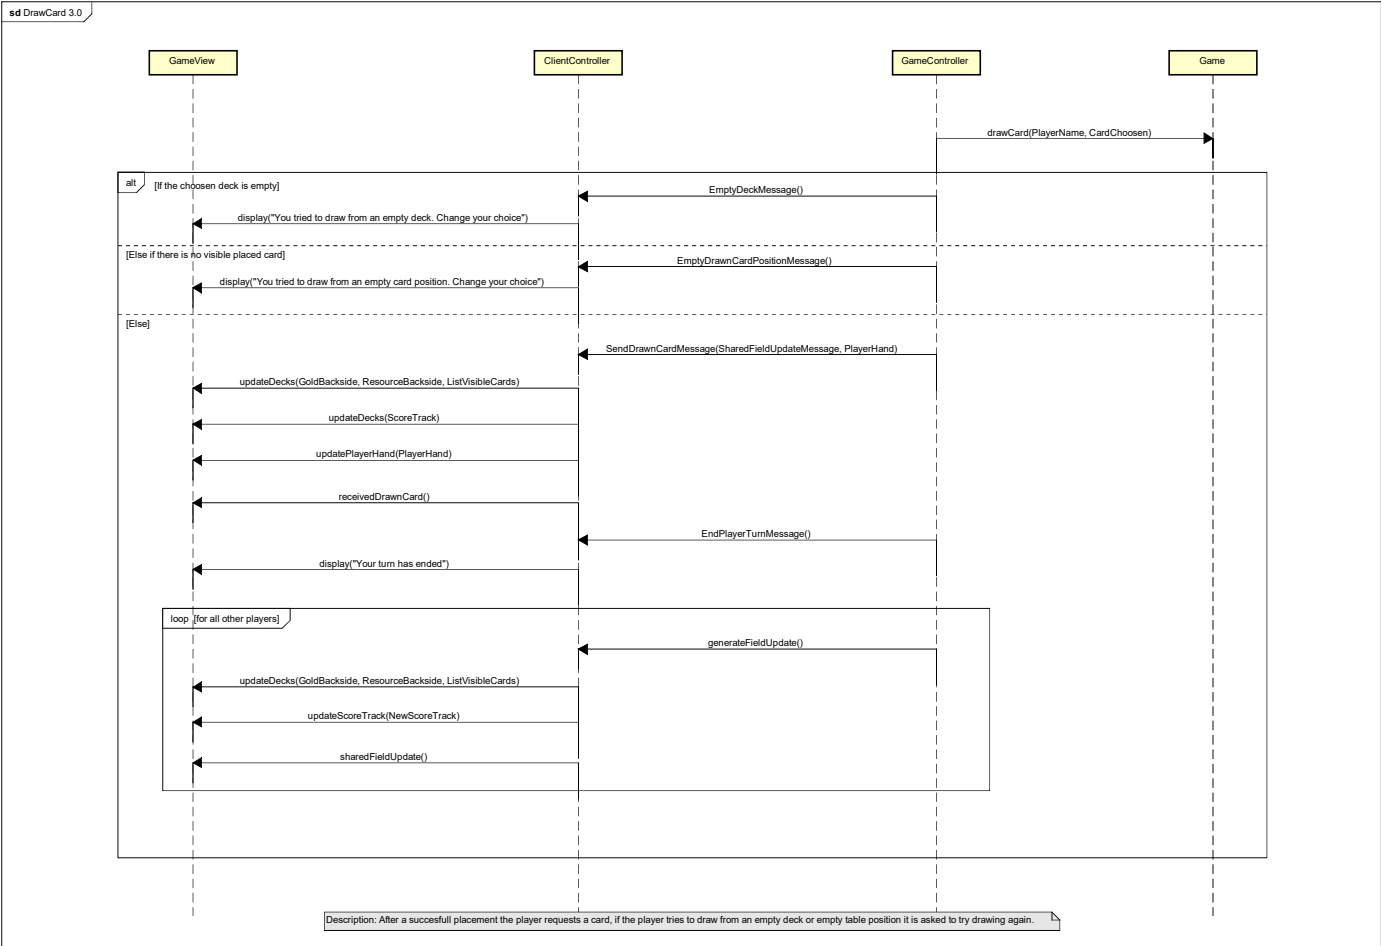 sd DrawCard 3.0
GameView
ClientController
GameController
Game
drawCard(PlayerName, CardChoosen)
alt
[If the choosen deck is empty]
EmptyDeckMessage()
display("You tried to draw from an empty deck. Change your choice")
[Else if there is no visible placed card]
EmptyDrawnCardPositionMessage()
display("You tried to draw from an empty card position. Change your choice")
[Else]
SendDrawnCardMessage(SharedFieldUpdateMessage, PlayerHand)
updateDecks(GoldBackside, ResourceBackside, ListVisibleCards)
updateDecks(ScoreTrack)
updatePlayerHand(PlayerHand)
receivedDrawnCard()
EndPlayerTurnMessage()
display("Your turn has ended")
loop [for all other players]
generateFieldUpdate()
updateDecks(GoldBackside, ResourceBackside, ListVisibleCards)
updateScoreTrack(NewScoreTrack)
sharedFieldUpdate()
Description: After a succesfull placement the player requests a card, if the player tries to draw from an empty deck or empty table position it is asked to try drawing again.